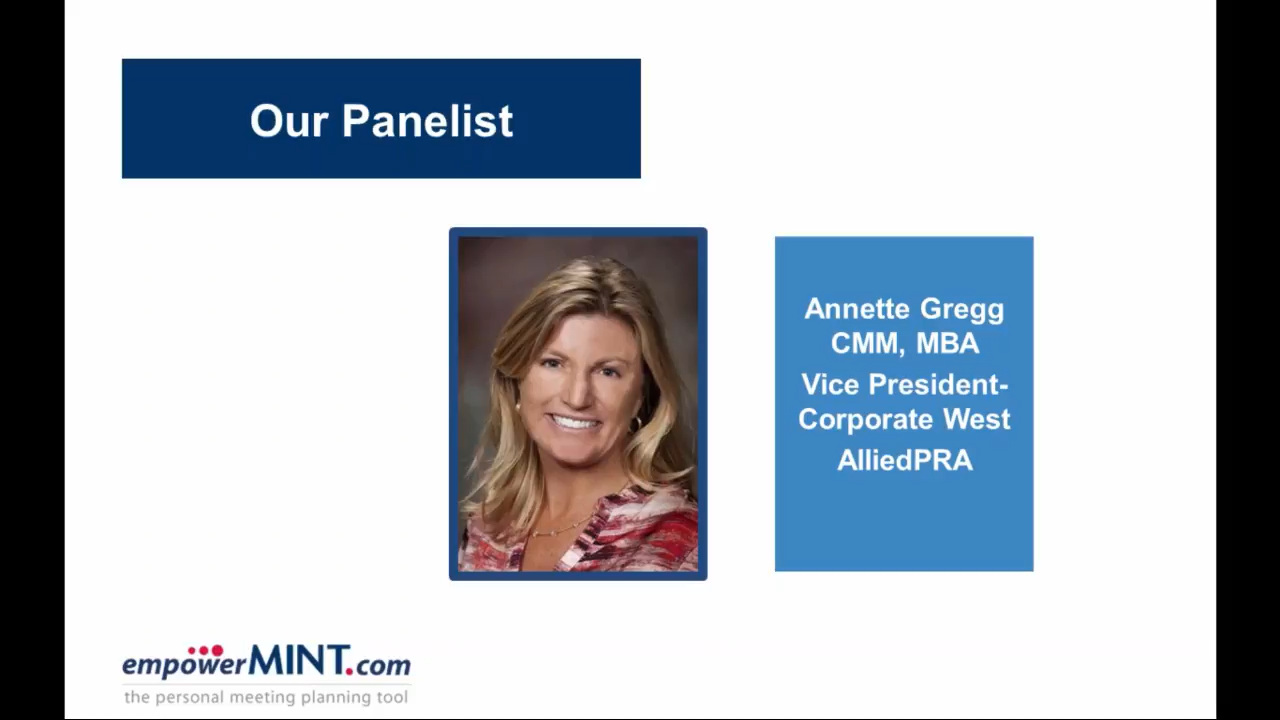 Our Panelist
Annette Gregg
CMM, MBA
Vice President-
Corporate West
AlliedPRA
empowerMINT.com
the personal meeting planning tool